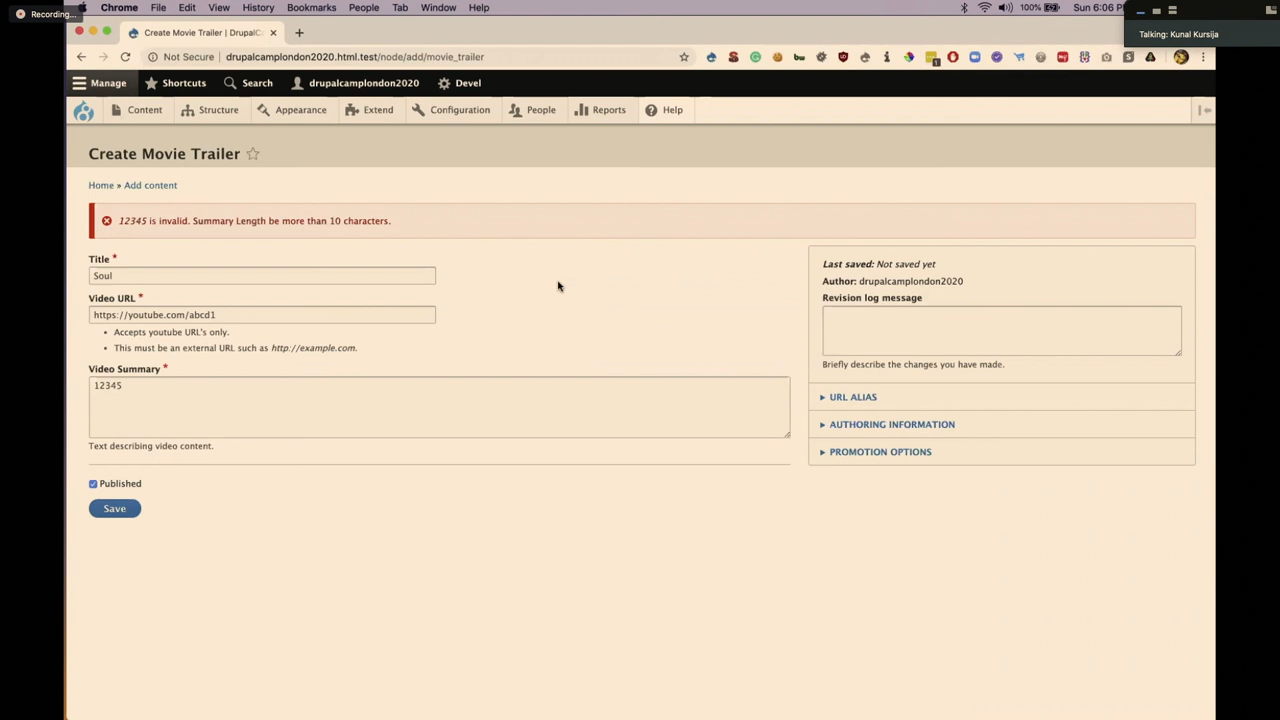 Recording...
Chrome File Edit View History Bookmarks People Tab Window Help
100% Sun 6:06 P
Talking: Kunal Kursija
Create Movie Trailer | DrupalC
Not Secure drupalcamplondon2020.html.test/node/add/movie_trailer
Manage Shortcuts Search drupalcamplondon2020 Devel
Content Structure Appearance Extend Configuration People Reports Help
Create Movie Trailer
Home » Add content
12345 is invalid. Summary Length be more than 10 characters.
Title *
Soul
Video URL *
https://youtube.com/abcd1
• Accepts youtube URL's only.
• This must be an external URL such as http://example.com.
Video Summary *
12345
Text describing video content.
Published
Save
Last saved: Not saved yet
Author: drupalcamplondon2020
Revision log message
Briefly describe the changes you have made.
URL ALIAS
AUTHORING INFORMATION
PROMOTION OPTIONS